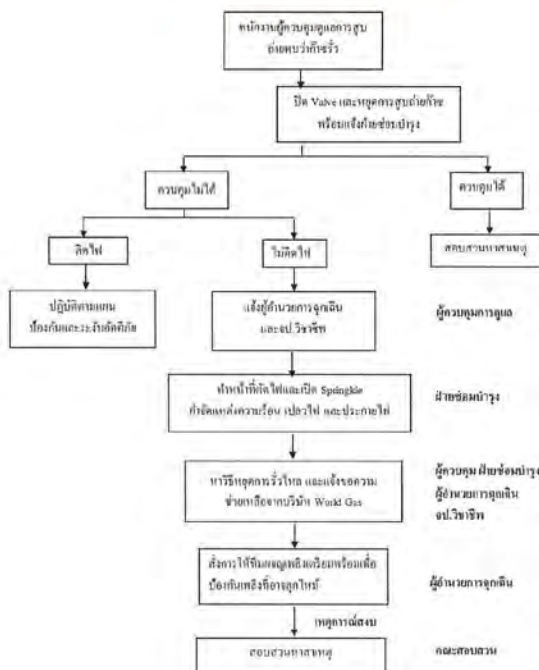 พนักงานผู้ควบคุมดูแลการสูบ
ถ่ายพบว่าก๊าซรั่ว
ปิด Valve และหยุดการสูบถ่ายก๊าซ
พร้อมแจ้งฝ่ายซ่อมบำรุง
ควบคุมไม่ได้
ควบคุมได้
ติดไฟ
ไม่ติดไฟ
สอบสวนหาสาเหตุ
ปฏิบัติตามแผน
ป้องกันและระงับอัคคีภัย
แจ้งผู้อำนวยการฉุกเฉิน
และจป.วิชาชีพ
ผู้ควบคุมการดูแล
ทำหน้าที่ตัดไฟและเปิด Springkle
กำจัดแหล่งความร้อน เปลวไฟ และประกายไฟ
ฝ่ายซ่อมบำรุง
หาวิธีหยุดการรั่วไหล และแจ้งขอความ
ช่วยเหลือจากบริษัท World Gas
ผู้ควบคุม ฝ่ายซ่อมบำรุง
ผู้อำนวยการฉุกเฉิน
จป.วิชาชีพ
สั่งการให้ทีมผจญเพลิงเตรียมพร้อมเพื่อ
ป้องกันเพลิงที่อาจลุกไหม้
ผู้อำนวยการฉุกเฉิน
เหตุการณ์สงบ
สอบสวนหาสาเหตุ
คณะสอบสวน